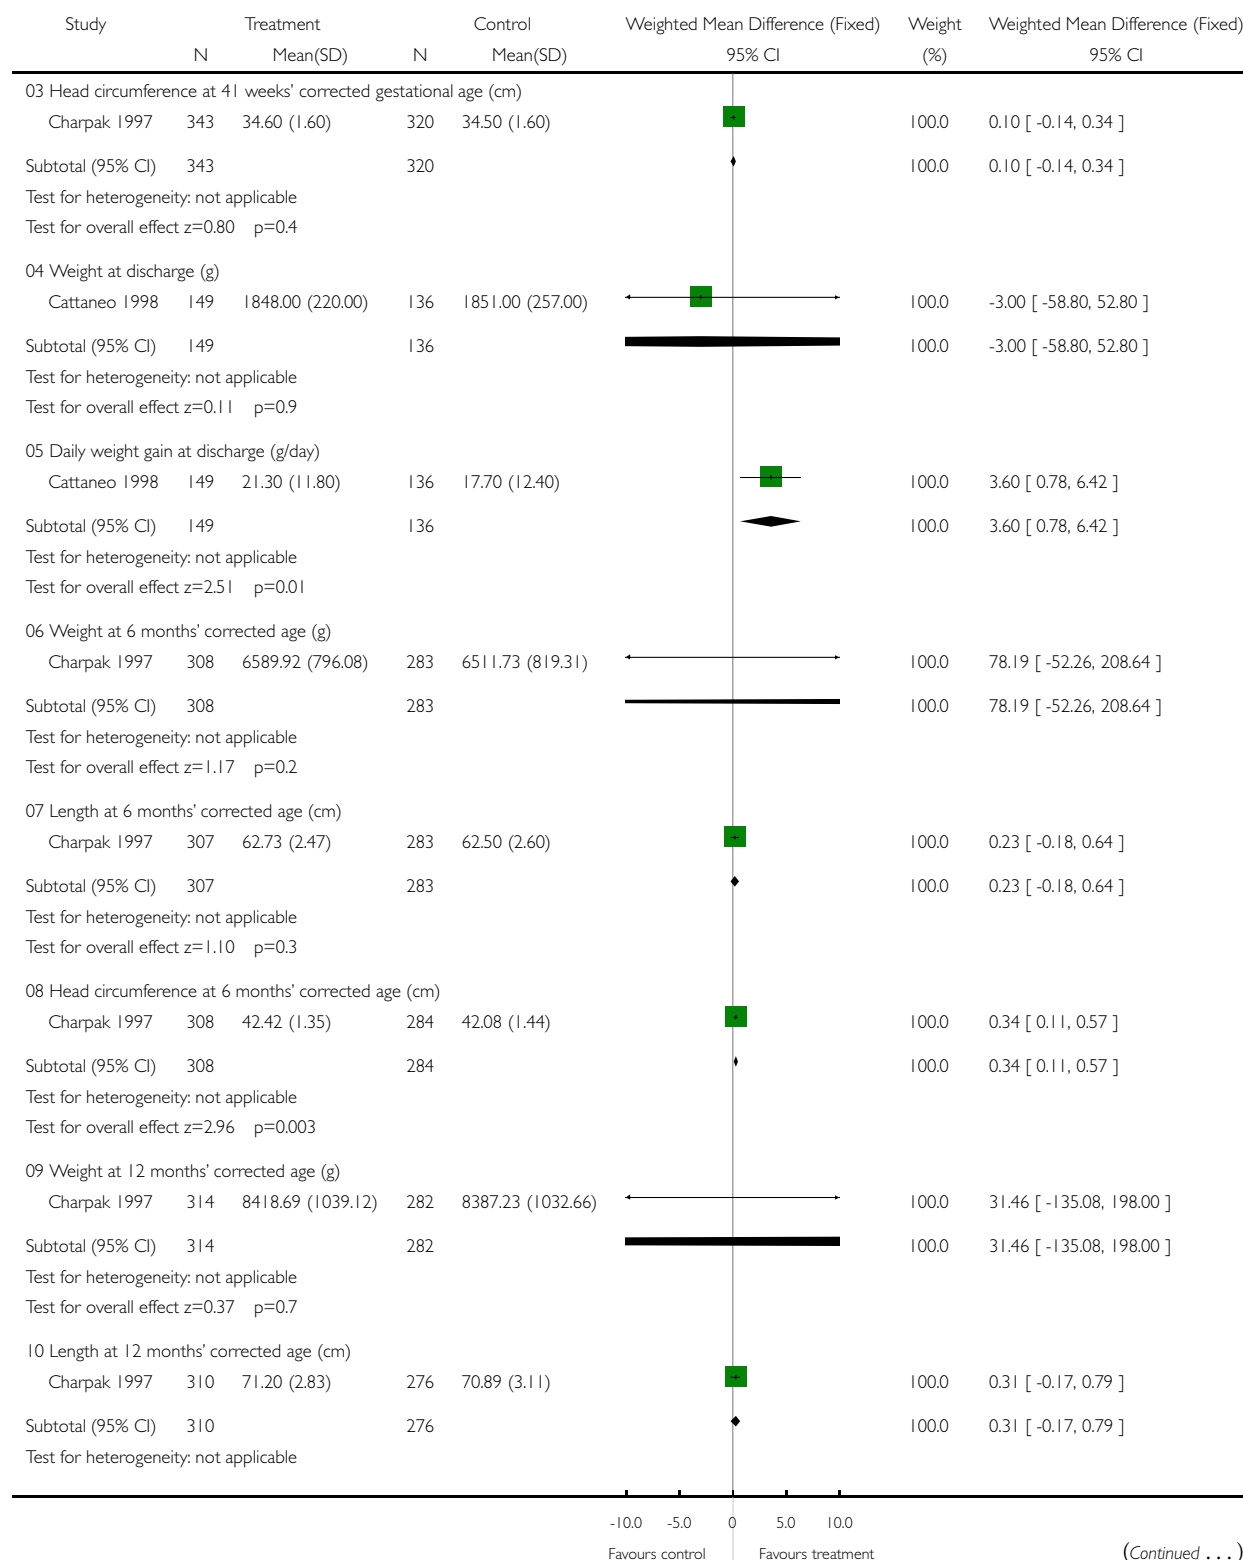 Study Treatment Control Weighted Mean Difference (Fixed) Weight Weighted Mean Difference (Fixed)
N Mean(SD) N Mean(SD) 95% CI (%) 95% CI
03 Head circumference at 41 weeks’ corrected gestational age (cm)
Charpak 1997 343 34.60 (1.60) 320 34.50 (1.60) 100.0 0.10 [ -0.14, 0.34 ]
Subtotal (95% CI) 343 320 100.0 0.10 [ -0.14, 0.34 ]
Test for heterogeneity: not applicable
Test for overall effect z=0.80 p=0.4
04 Weight at discharge (g)
Cattaneo 1998 149 1848.00 (220.00) 136 1851.00 (257.00) 100.0 -3.00 [ -58.80, 52.80 ]
Subtotal (95% CI) 149 136 100.0 -3.00 [ -58.80, 52.80 ]
Test for heterogeneity: not applicable
Test for overall effect z=0.11 p=0.9
05 Daily weight gain at discharge (g/day)
Cattaneo 1998 149 21.30 (11.80) 136 17.70 (12.40) 100.0 3.60 [ 0.78, 6.42 ]
Subtotal (95% CI) 149 136 100.0 3.60 [ 0.78, 6.42 ]
Test for heterogeneity: not applicable
Test for overall effect z=2.51 p=0.01
06 Weight at 6 months’ corrected age (g)
Charpak 1997 308 6589.92 (796.08) 283 6511.73 (819.31) 100.0 78.19 [ -52.26, 208.64 ]
Subtotal (95% CI) 308 283 100.0 78.19 [ -52.26, 208.64 ]
Test for heterogeneity: not applicable
Test for overall effect z=1.17 p=0.2
07 Length at 6 months’ corrected age (cm)
Charpak 1997 307 62.73 (2.47) 283 62.50 (2.60) 100.0 0.23 [ -0.18, 0.64 ]
Subtotal (95% CI) 307 283 100.0 0.23 [ -0.18, 0.64 ]
Test for heterogeneity: not applicable
Test for overall effect z=1.10 p=0.3
08 Head circumference at 6 months’ corrected age (cm)
Charpak 1997 308 42.42 (1.35) 284 42.08 (1.44) 100.0 0.34 [ 0.11, 0.57 ]
Subtotal (95% CI) 308 284 100.0 0.34 [ 0.11, 0.57 ]
Test for heterogeneity: not applicable
Test for overall effect z=2.96 p=0.003
09 Weight at 12 months’ corrected age (g)
Charpak 1997 314 8418.69 (1039.12) 282 8387.23 (1032.66) 100.0 31.46 [ -135.08, 198.00 ]
Subtotal (95% CI) 314 282 100.0 31.46 [ -135.08, 198.00 ]
Test for heterogeneity: not applicable
Test for overall effect z=0.37 p=0.7
10 Length at 12 months’ corrected age (cm)
Charpak 1997 310 71.20 (2.83) 276 70.89 (3.11) 100.0 0.31 [ -0.17, 0.79 ]
Subtotal (95% CI) 310 276 100.0 0.31 [ -0.17, 0.79 ]
Test for heterogeneity: not applicable
-10.0 -5.0 0 5.0 10.0
Favours control Favours treatment (Continued . . . )